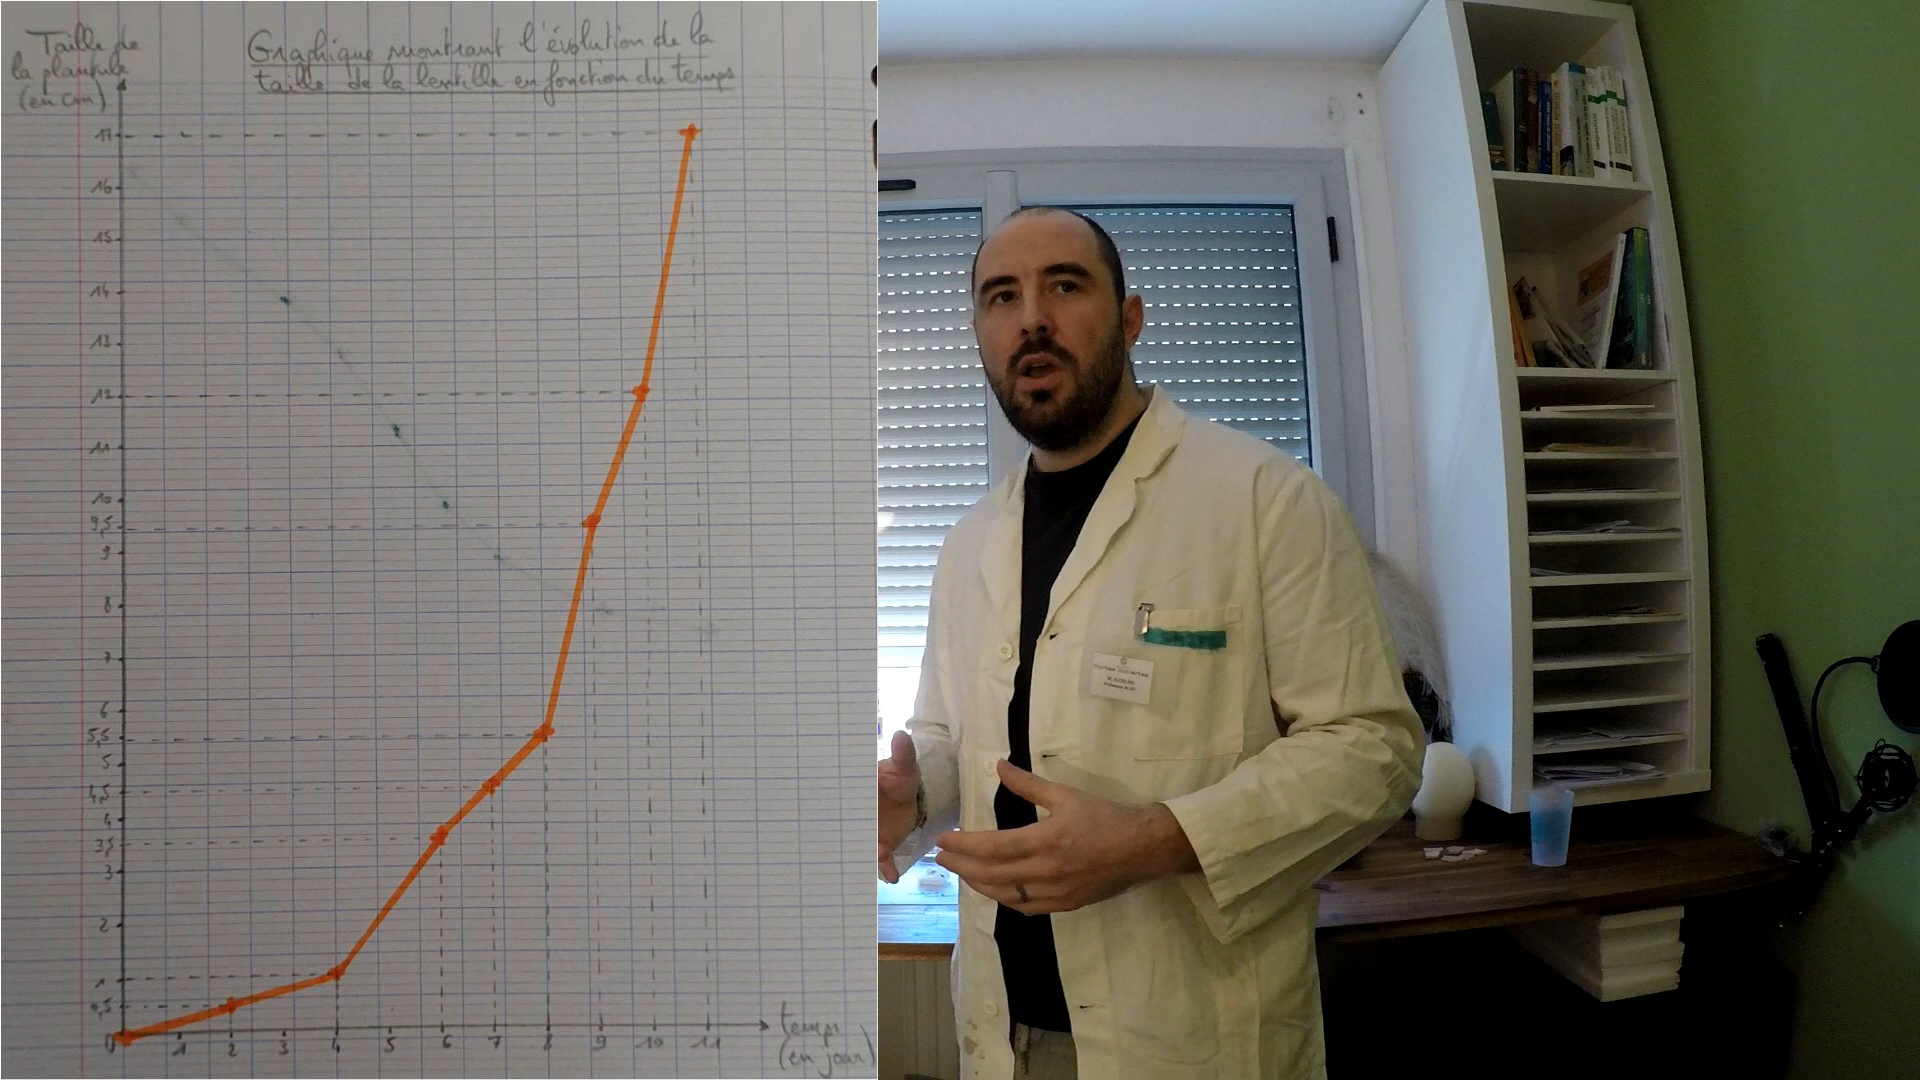 Taille de
la plantule
(en cm)
Graphique montrant l'évolution de la
taille de la lentille en fonction du temps
17
16
15
14
13
12
11
10
9,5
9
8
7
6
5,5
5
4,5
4
3,5
3
2
1
0,5
0 1 2 3 4 5 6 7 8 9 10 11
temps
(en jour)
Portes Ouvertes